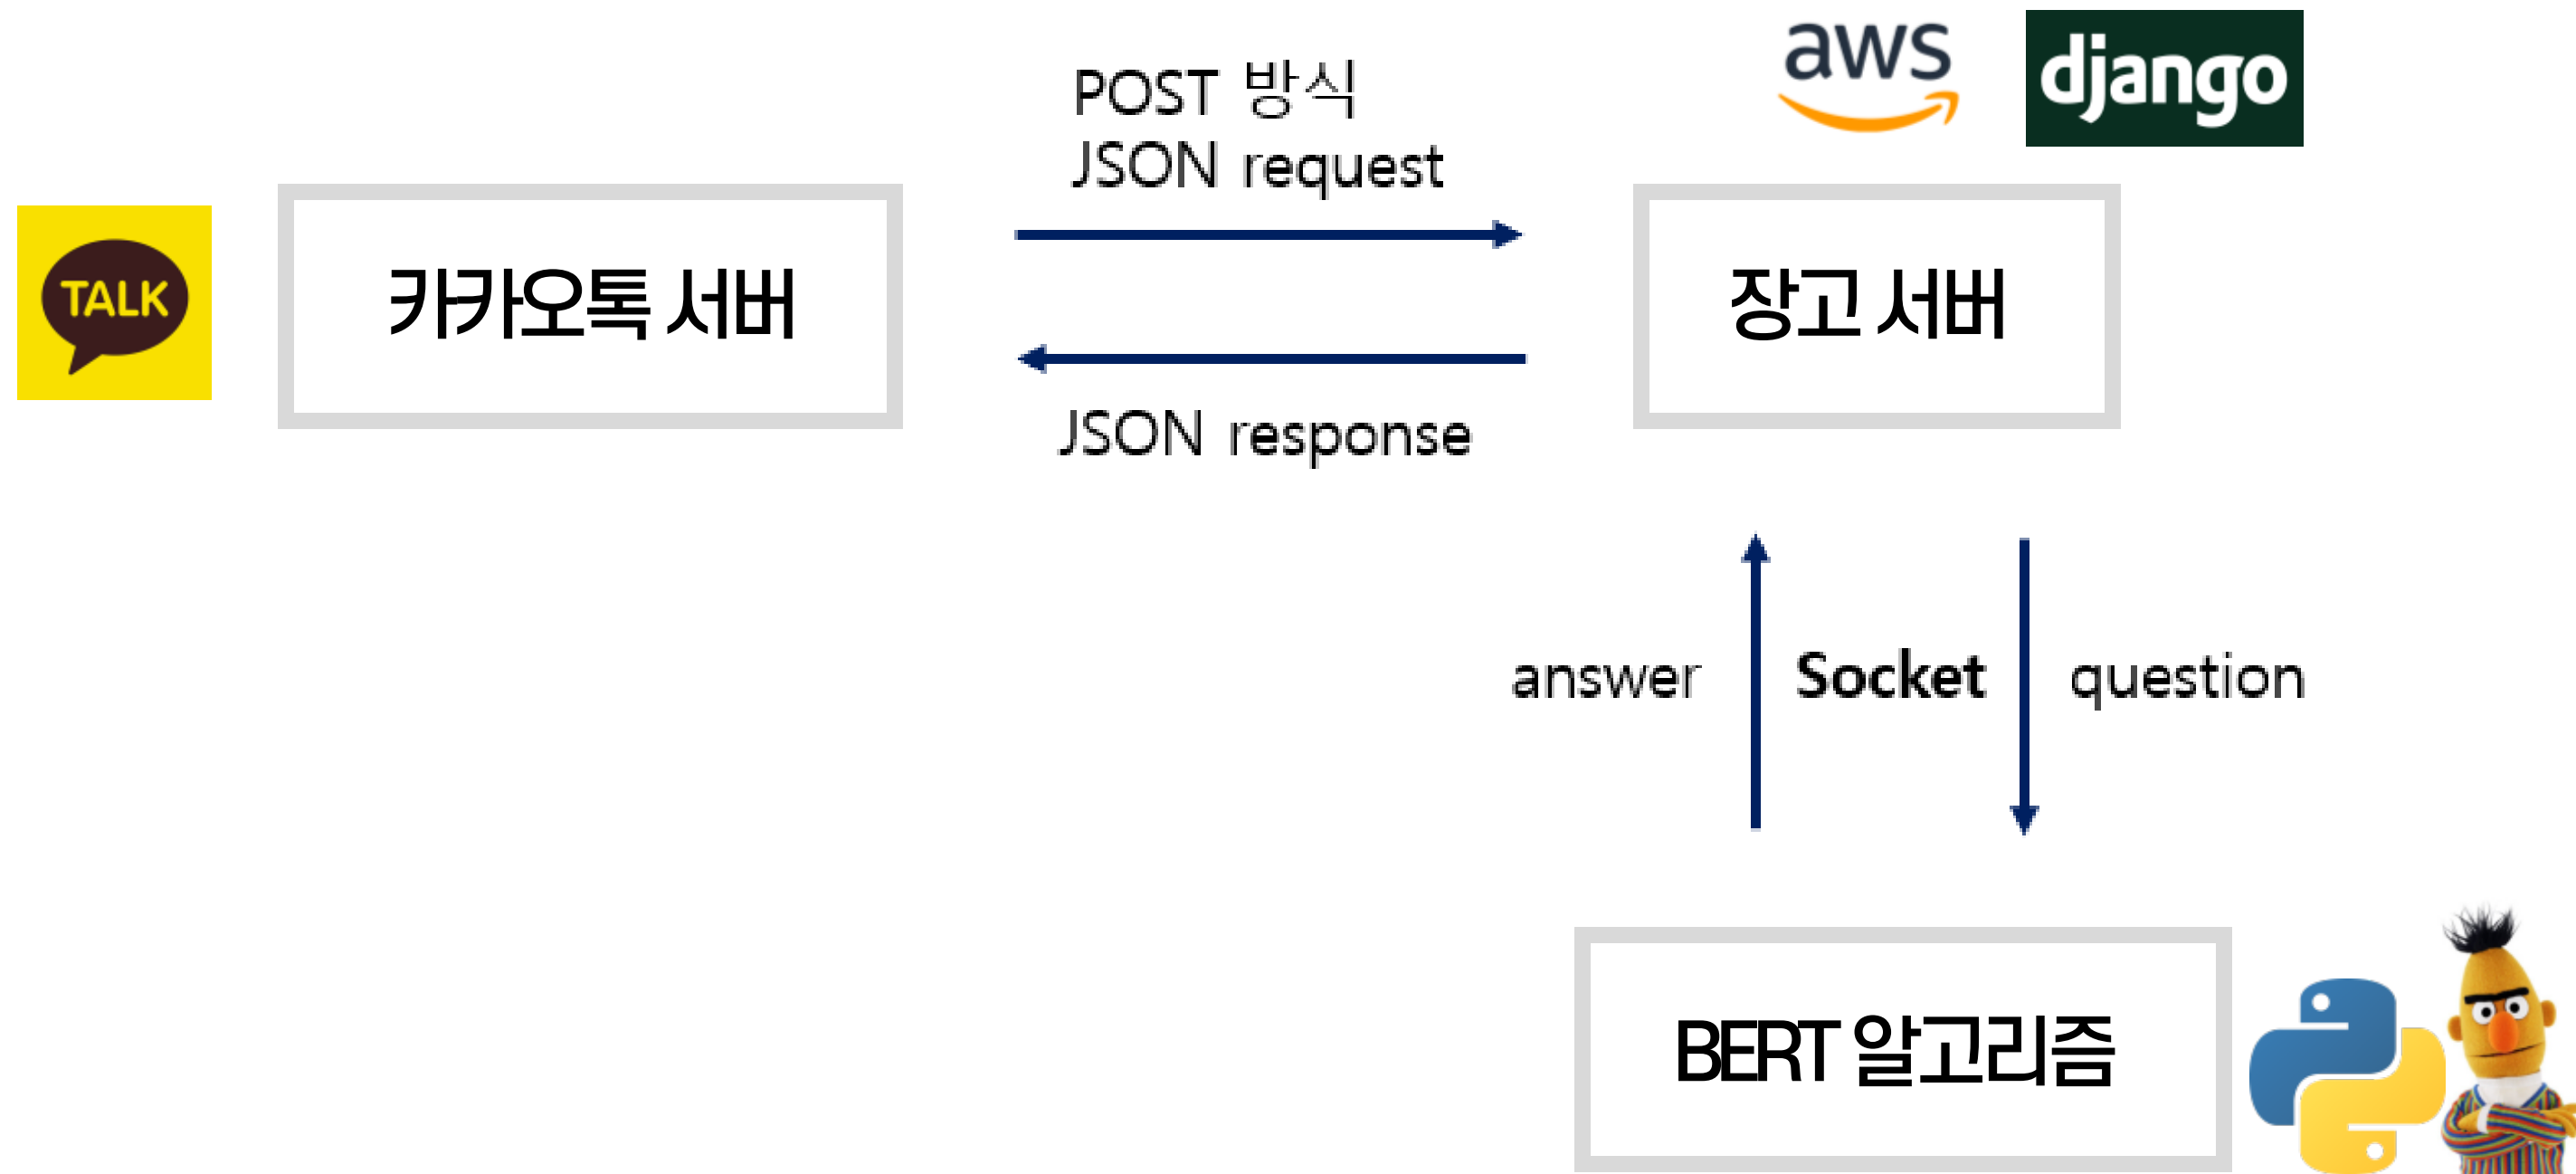 aws
django
POST 방식
JSON request
TALK
카카오톡 서버
장고 서버
JSON response
answer
Socket
question
BERT 알고리즘